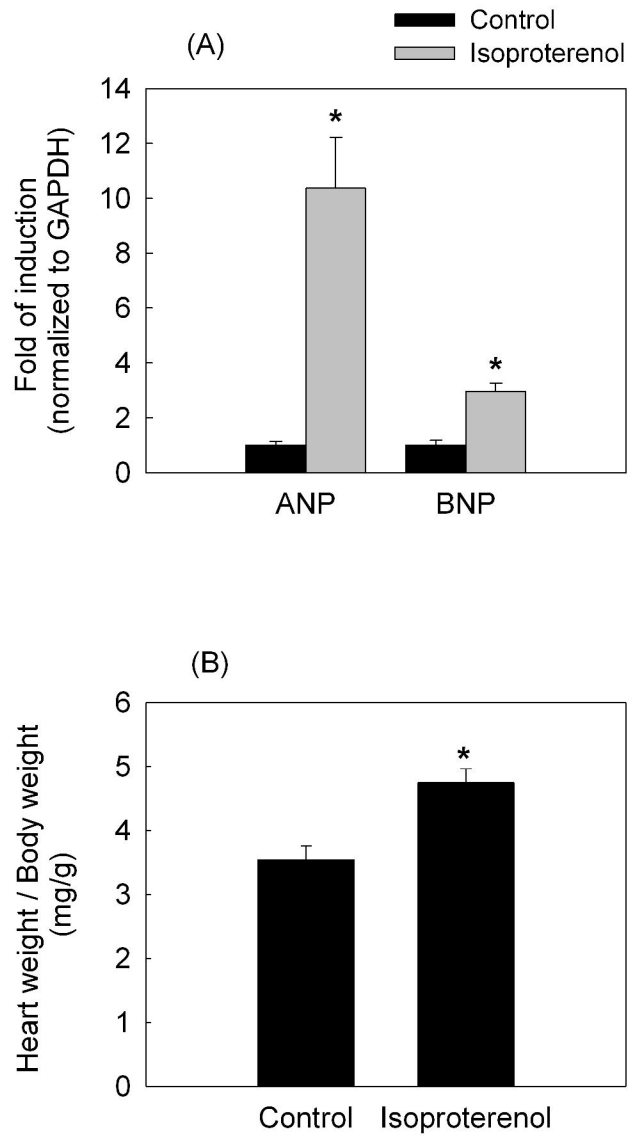 (A)
Control
Isoproterenol
Fold of induction
(normalized to GAPDH)
14
12
10
8
6
4
2
0
*
*
ANP
BNP
(B)
Heart weight / Body weight
(mg/g)
6
5
4
3
2
1
0
*
Control
Isoproterenol